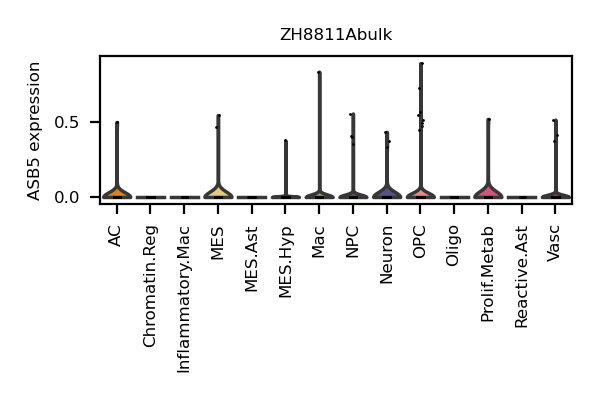 ZH8811Abulk
ASB5 expression
0.5
0.0
AC
Chromatin.Reg
Inflammatory.Mac
MES
MES.Ast
MES.Hyp
Mac
NPC
Neuron
OPC
Oligo
Prolif.Metab
Reactive.Ast
Vasc